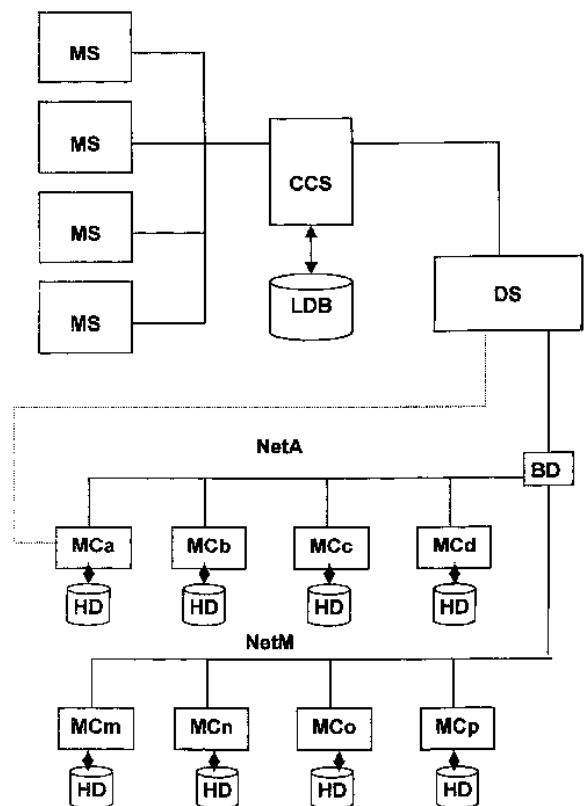 MS
MS
CCS
MS
DS
LDB
MS
NetA
BD
MCa MCb MCc MCd
HD HD HD HD
NetM
MCm MCn MCo MCp
HD HD HD HD